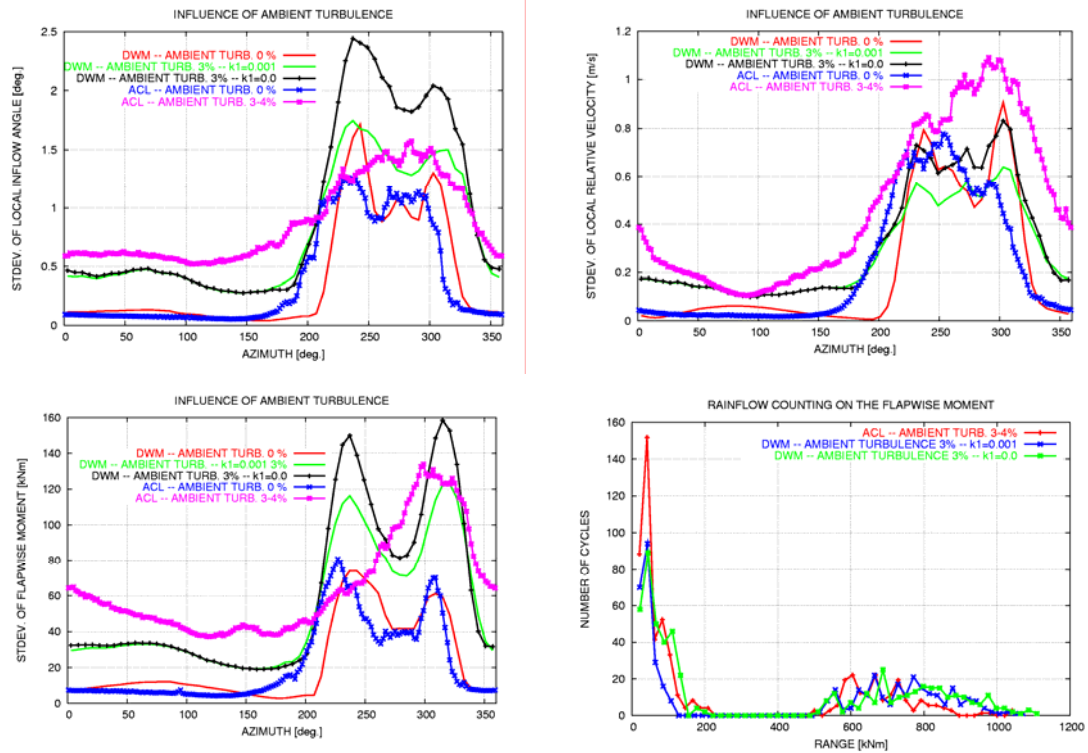 INFLUENCE OF AMBIENT TURBULENCE
2.5
2
1.5
1
0.5
0
STDEV. OF LOCAL INFLOW ANGLE [deg.]
DWM -- AMBIENT TURB. 0 %
DWM -- AMBIENT TURB. 3% -- k1=0.001
DWM -- AMBIENT TURB. 3% -- k1=0.0
ACL -- AMBIENT TURB. 0 %
ACL -- AMBIENT TURB. 3-4%
0 50 100 150 200 250 300 350
AZIMUTH [deg.]
INFLUENCE OF AMBIENT TURBULENCE
1.2
1
0.8
0.6
0.4
0.2
0
STDEV. OF LOCAL RELATIVE VELOCITY [m/s]
DWM -- AMBIENT TURB. 0 %
DWM -- AMBIENT TURB. 3% -- k1=0.001
DWM -- AMBIENT TURB. 3% -- k1=0.0
ACL -- AMBIENT TURB. 0 %
ACL -- AMBIENT TURB. 3-4%
0 50 100 150 200 250 300 350
AZIMUTH [deg.]
INFLUENCE OF AMBIENT TURBULENCE
160
140
120
100
80
60
40
20
0
STDEV. OF FLAPWISE MOMENT [kNm]
DWM -- AMBIENT TURB. 0 %
DWM -- AMBIENT TURB. -- k1=0.001 3%
DWM -- AMBIENT TURB. 3% -- k1=0.0
ACL -- AMBIENT TURB. 0 %
ACL -- AMBIENT TURB. 3-4%
0 50 100 150 200 250 300 350
AZIMUTH [deg.]
RAINFLOW COUNTING ON THE FLAPWISE MOMENT
160
140
120
100
80
60
40
20
0
NUMBER OF CYCLES
ACL -- AMBIENT TURB. 3-4%
DWM -- AMBIENT TURBULENCE 3% -- k1=0.001
DWM -- AMBIENT TURBULENCE 3% -- k1=0.0
0 200 400 600 800 1000 1200
RANGE [kNm]